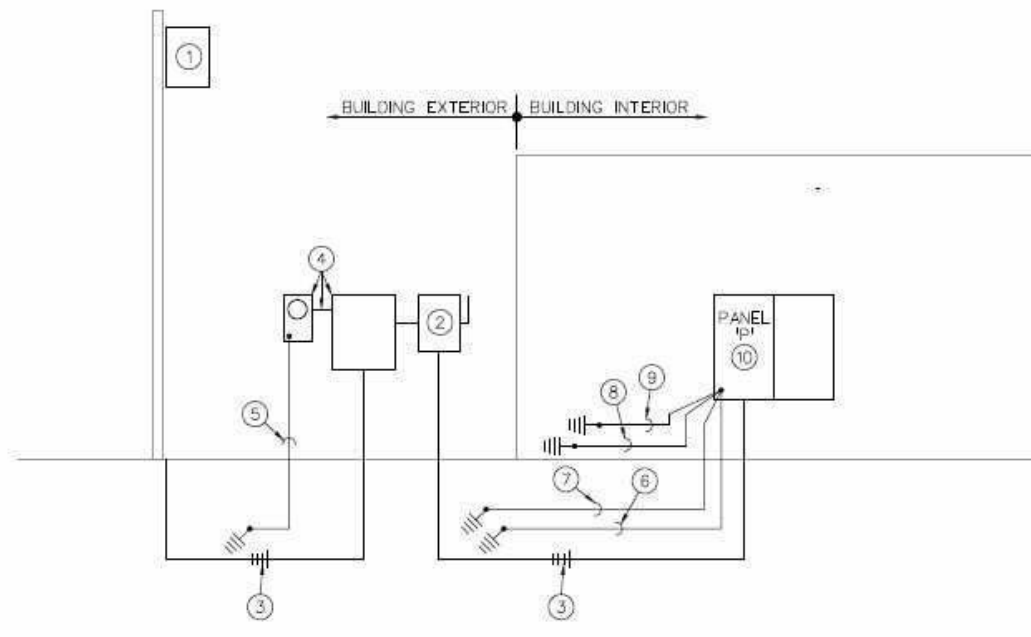 1
BUILDING EXTERIOR
BUILDING INTERIOR
4
2
PANEL
'P'
10
9
8
5
7
6
3
3